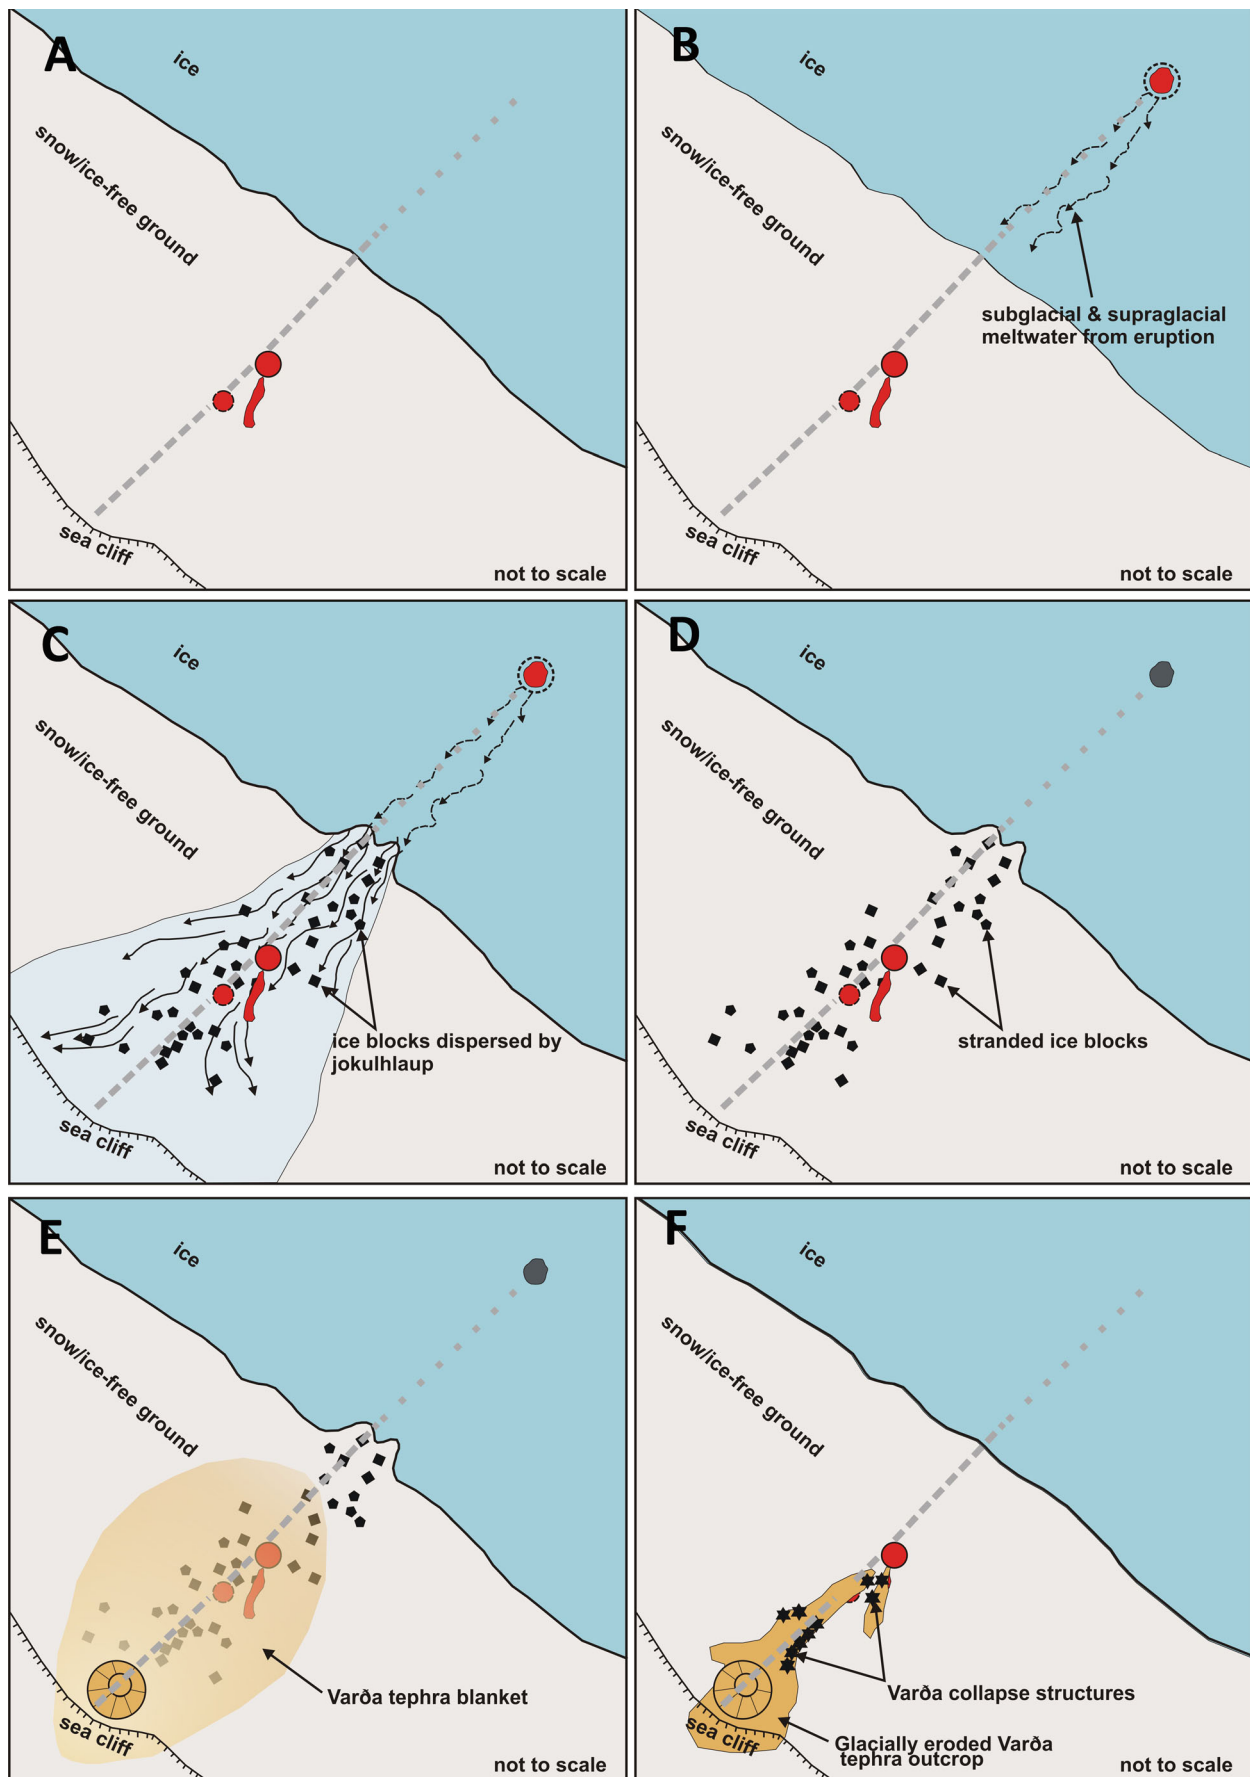 A
ice
snow/ice-free ground
sea cliff
not to scale
B
ice
snow/ice-free ground
subglacial & supraglacial
meltwater from eruption
sea cliff
not to scale
C
ice
snow/ice-free ground
ice blocks dispersed by
jokulhlaup
sea cliff
not to scale
D
ice
snow/ice-free ground
stranded ice blocks
sea cliff
not to scale
E
ice
snow/ice-free ground
Varða tephra blanket
sea cliff
not to scale
F
ice
snow/ice-free ground
Varða collapse structures
sea cliff
Glacially eroded Varða
tephra outcrop
not to scale